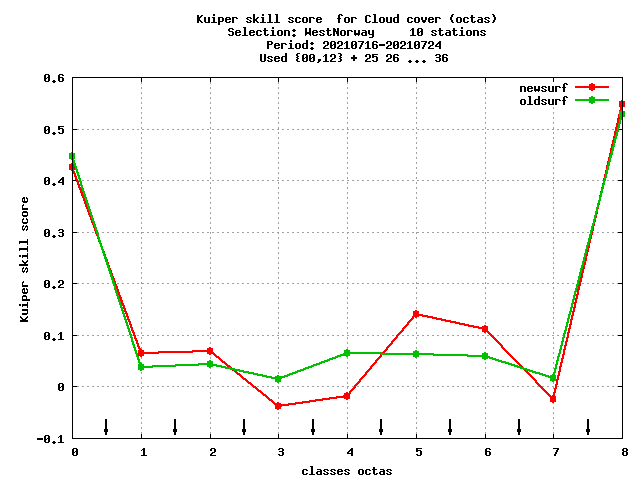 Kuiper skill score  for Cloud cover (octas)
Selection: WestNorway     10 stations
Period: 20210716-20210724
Used {00,12} + 25 26 ... 36
newsurf
oldsurf
0.6
0.5
0.4
0.3
0.2
0.1
0
-0.1
Kuiper skill score
0 1 2 3 4 5 6 7 8
classes octas